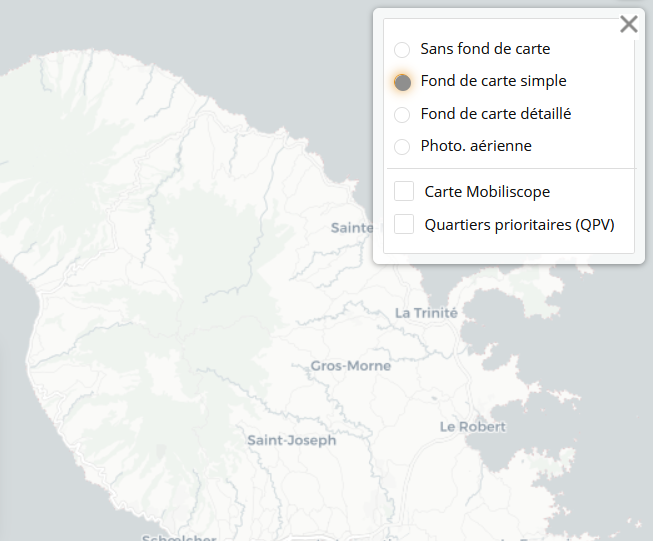 Sans fond de carte
Fond de carte simple
Fond de carte détaillé
Photo. aérienne
Carte Mobiliscope
Quartiers prioritaires (QPV)
Sainte
La Trinité
Gros-Morne
Le Robert
Saint-Joseph
Schœlcher